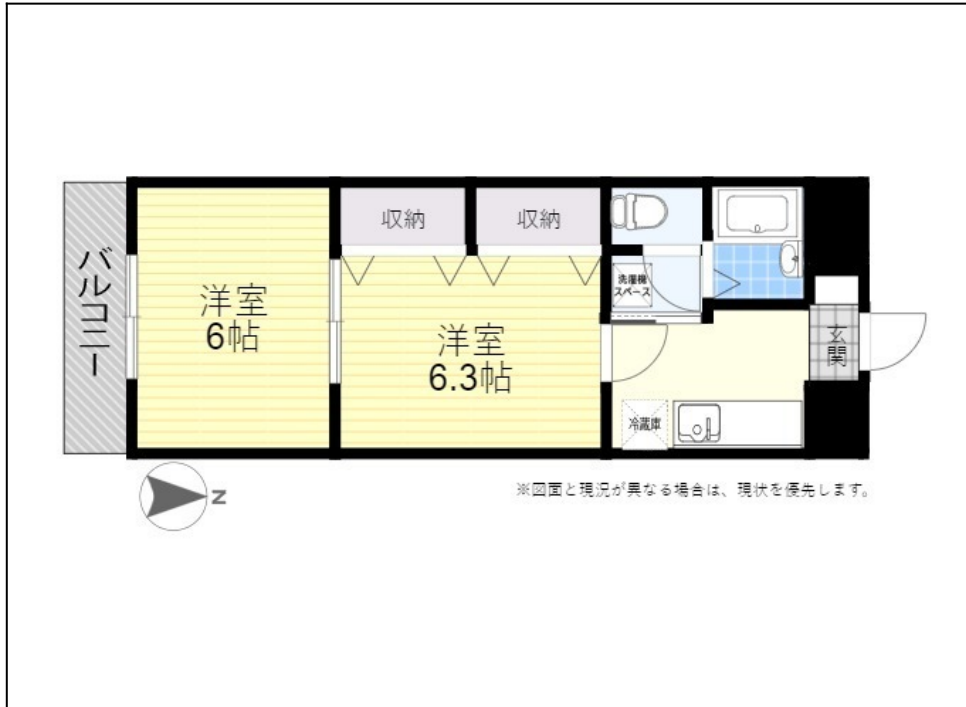 収納
収納
洗濯機
スペース
バルコニー
洋室
6帖
洋室
6.3帖
玄関
冷蔵庫
N
※図面と現況が異なる場合は、現状を優先します。